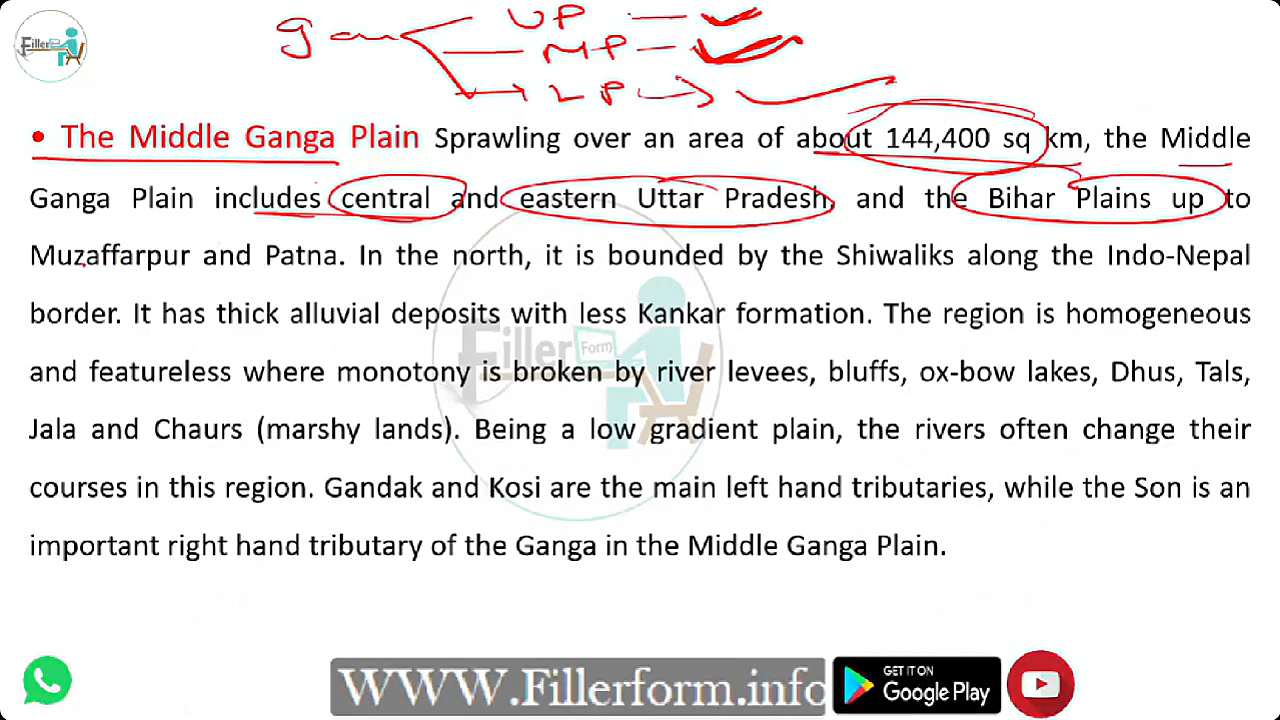 Gan
UP
MP
LP
Filler
• The Middle Ganga Plain Sprawling over an area of about 144,400 sq km, the Middle
Ganga Plain includes central and eastern Uttar Pradesh, and the Bihar Plains up to
Muzaffarpur and Patna. In the north, it is bounded by the Shiwaliks along the Indo-Nepal
border. It has thick alluvial deposits with less Kankar formation. The region is homogeneous
Filler Form
and featureless where monotony is broken by river levees, bluffs, ox-bow lakes, Dhus, Tals,
Jala and Chaurs (marshy lands). Being a low gradient plain, the rivers often change their
courses in this region. Gandak and Kosi are the main left hand tributaries, while the Son is an
important right hand tributary of the Ganga in the Middle Ganga Plain.
WWW.Fillerform.info
GET IT ON
Google Play